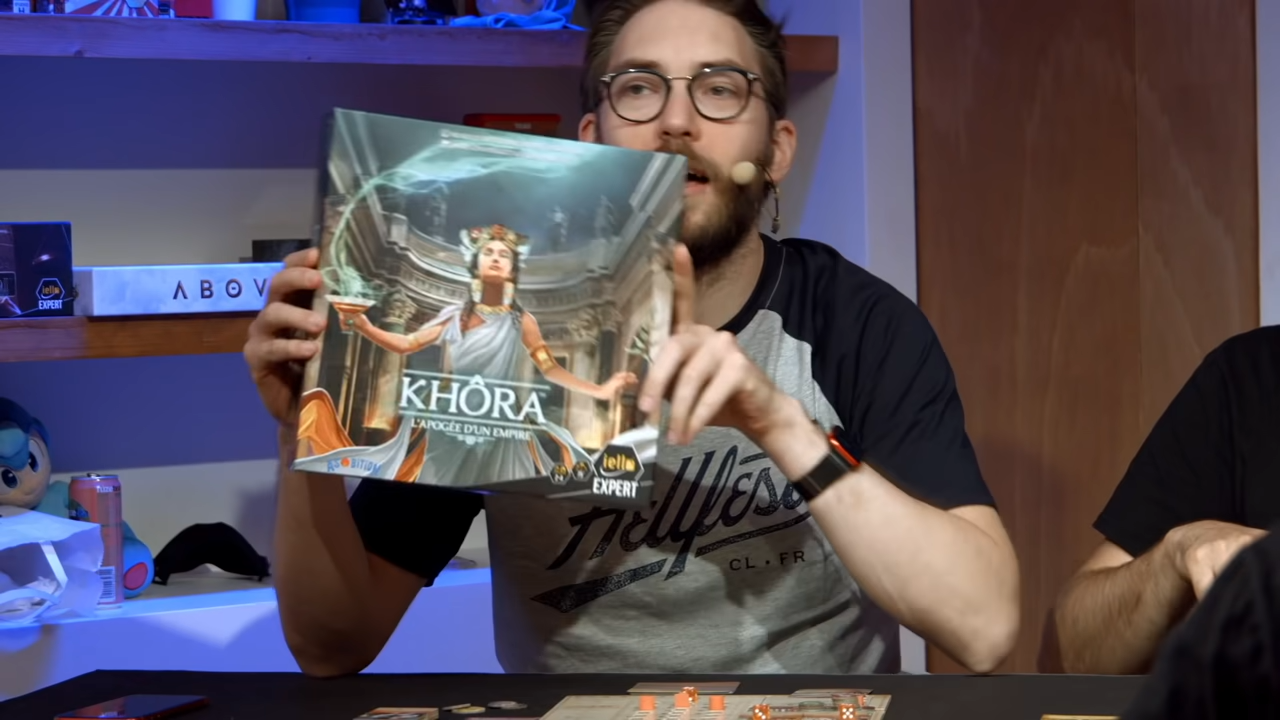 ABOV
iello
EXPERT
KHÔRA
L'APOGÉE D'UN EMPIRE
iello
EXPERT
Hellfest
CL • FR